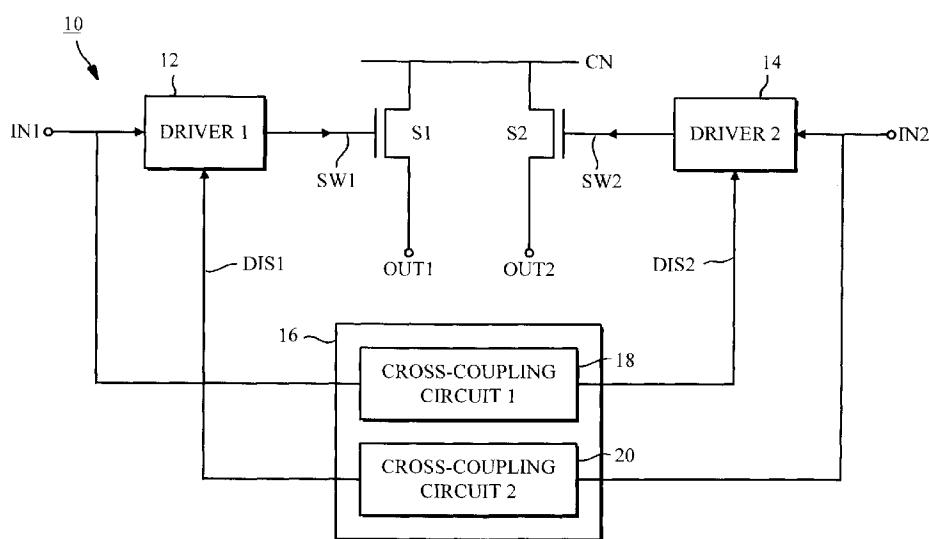 10
12
CN
14
IN1
DRIVER 1
S1
S2
DRIVER 2
IN2
SW1
SW2
OUT1
OUT2
DIS1
DIS2
16
CROSS-COUPLING
CIRCUIT 1
18
CROSS-COUPLING
CIRCUIT 2
20